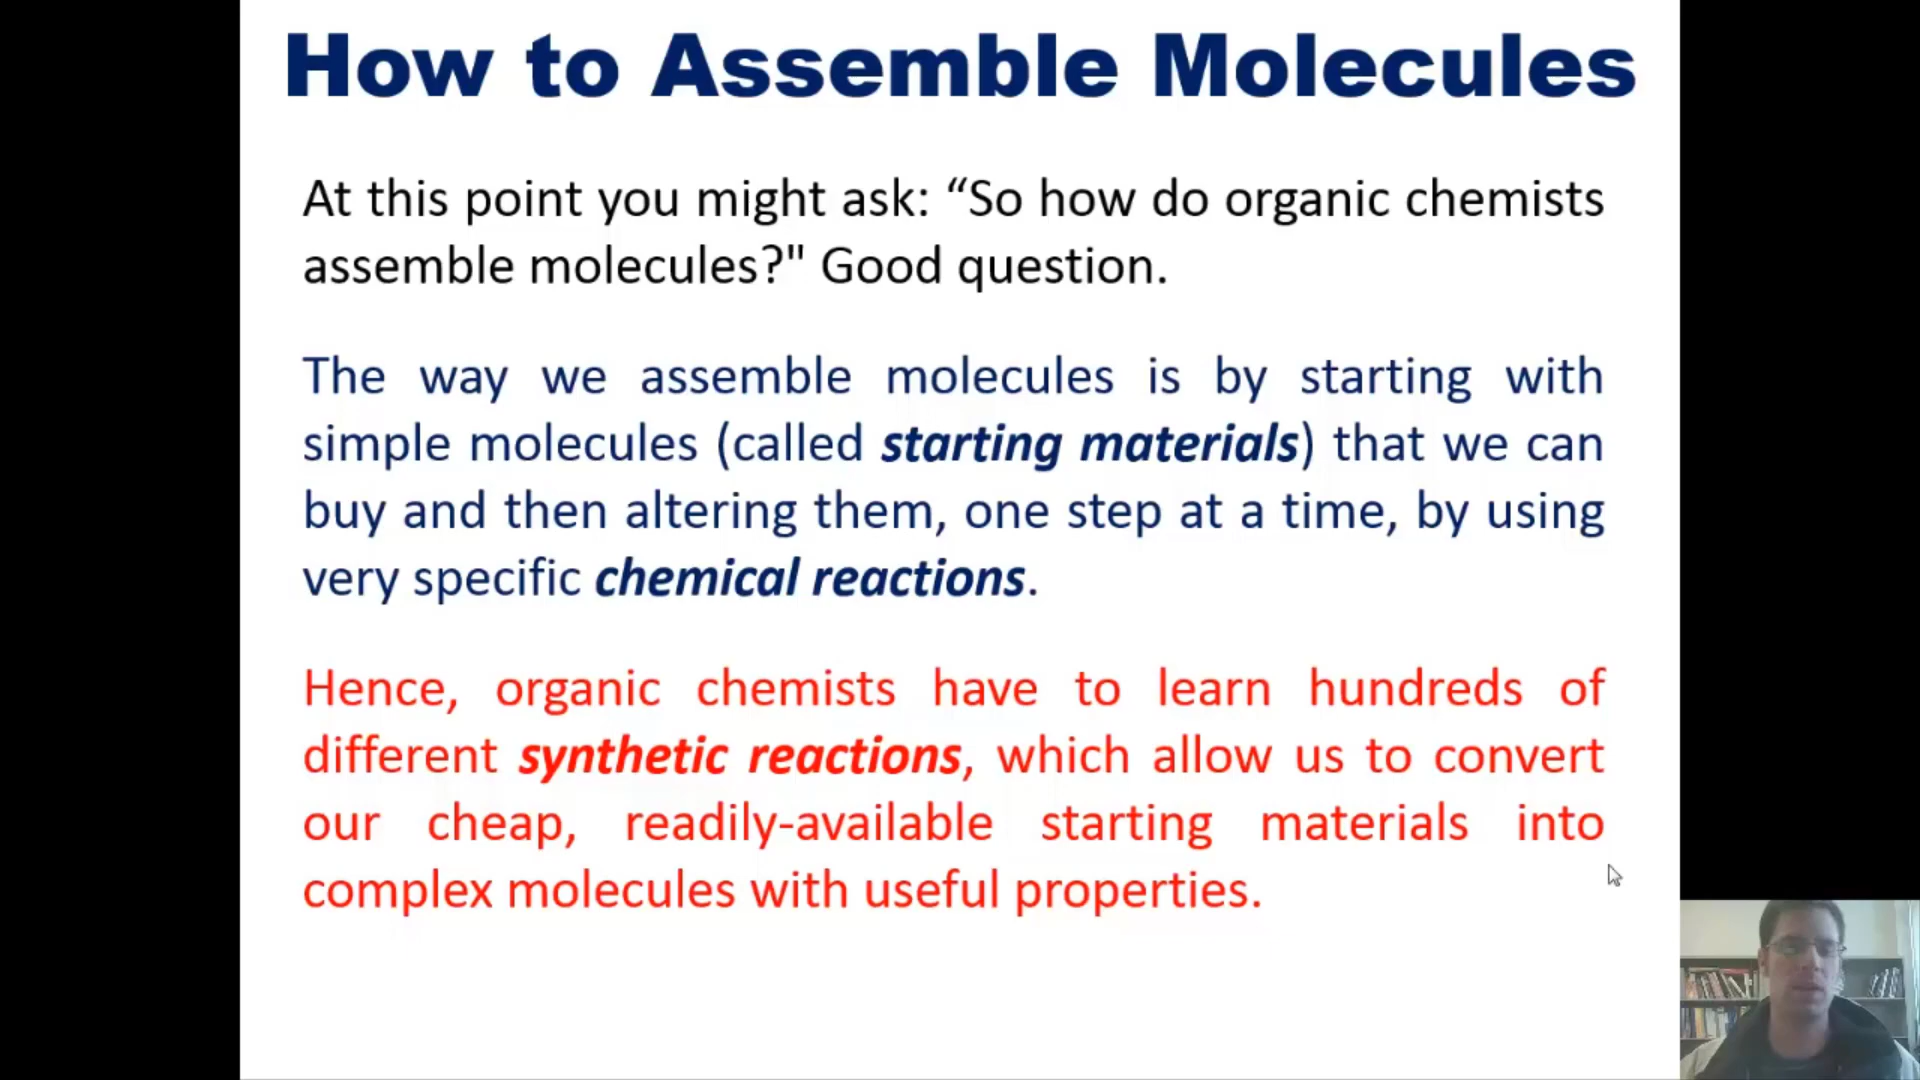 How to Assemble Molecules
At this point you might ask: “So how do organic chemists
assemble molecules?" Good question.
The way we assemble molecules is by starting with
simple molecules (called starting materials) that we can
buy and then altering them, one step at a time, by using
very specific chemical reactions.
Hence, organic chemists have to learn hundreds of
different synthetic reactions, which allow us to convert
our cheap, readily-available starting materials into
complex molecules with useful properties.